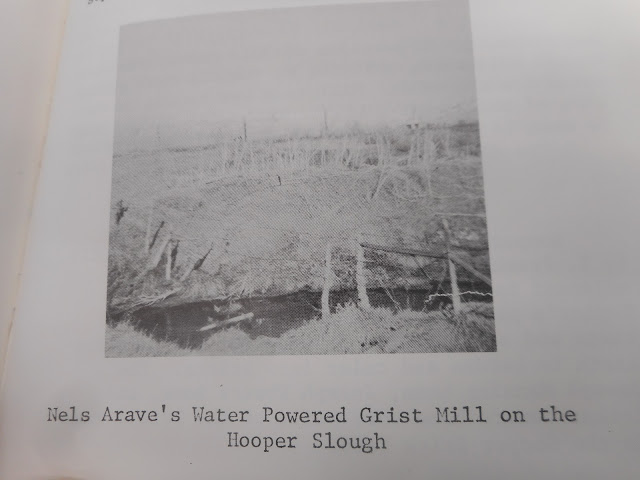 Nels Arave's Water Powered Grist Mill on the
Hooper Slough